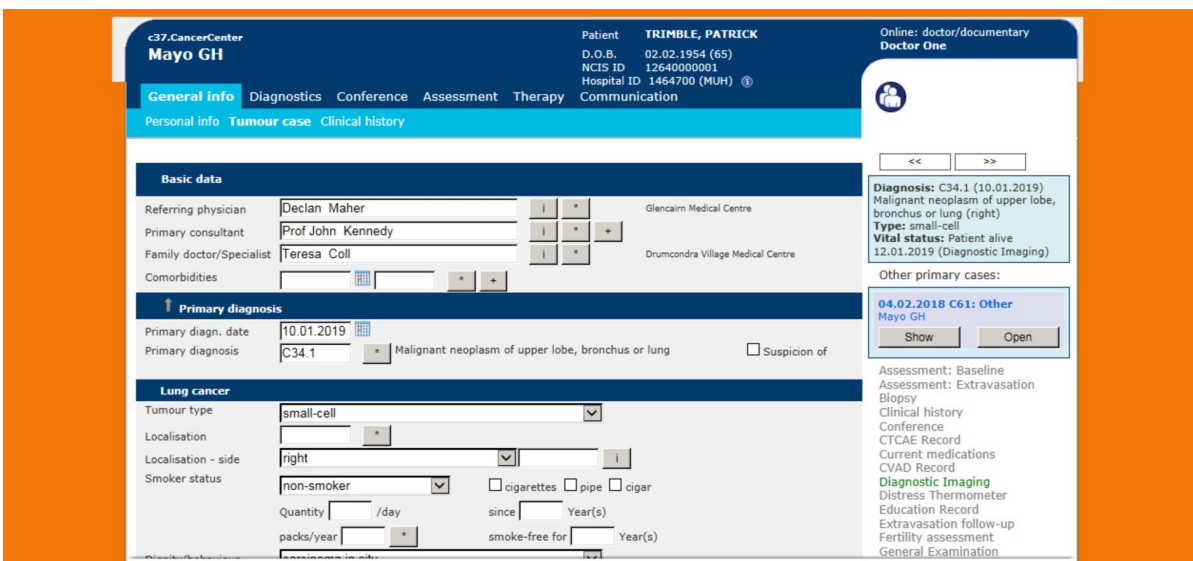 c37.CancerCenter
Mayo GH
Patient TRIMBLE, PATRICK
D.O.B. 02.02.1954 (65)
NCIS ID 12640000001
Hospital ID 1464700 (MUH)
General info Diagnostics Conference Assessment Therapy Communication
Personal info Tumour case Clinical history
Basic data
Referring physician Declan Maher i * Glencairn Medical Centre
Primary consultant Prof John Kennedy i * +
Family doctor/Specialist Teresa Coll i * Drumcondra Village Medical Centre
Comorbidities * +
Primary diagnosis
Primary diagn. date 10.01.2019
Primary diagnosis C34.1 * Malignant neoplasm of upper lobe, bronchus or lung Suspicion of
Lung cancer
Tumour type small-cell
Localisation *
Localisation - side right i
Smoker status non-smoker cigarettes pipe cigar
Quantity /day since Year(s)
packs/year * smoke-free for Year(s)
Online: doctor/documentary
Doctor One
<< >>
Diagnosis: C34.1 (10.01.2019)
Malignant neoplasm of upper lobe,
bronchus or lung (right)
Type: small-cell
Vital status: Patient alive
12.01.2019 (Diagnostic Imaging)
Other primary cases:
04.02.2018 C61: Other
Mayo GH
Show Open
Assessment: Baseline
Assessment: Extravasation
Biopsy
Clinical history
Conference
CTCAE Record
Current medications
CVAD Record
Diagnostic Imaging
Distress Thermometer
Education Record
Extravasation follow-up
Fertility assessment
General Examination